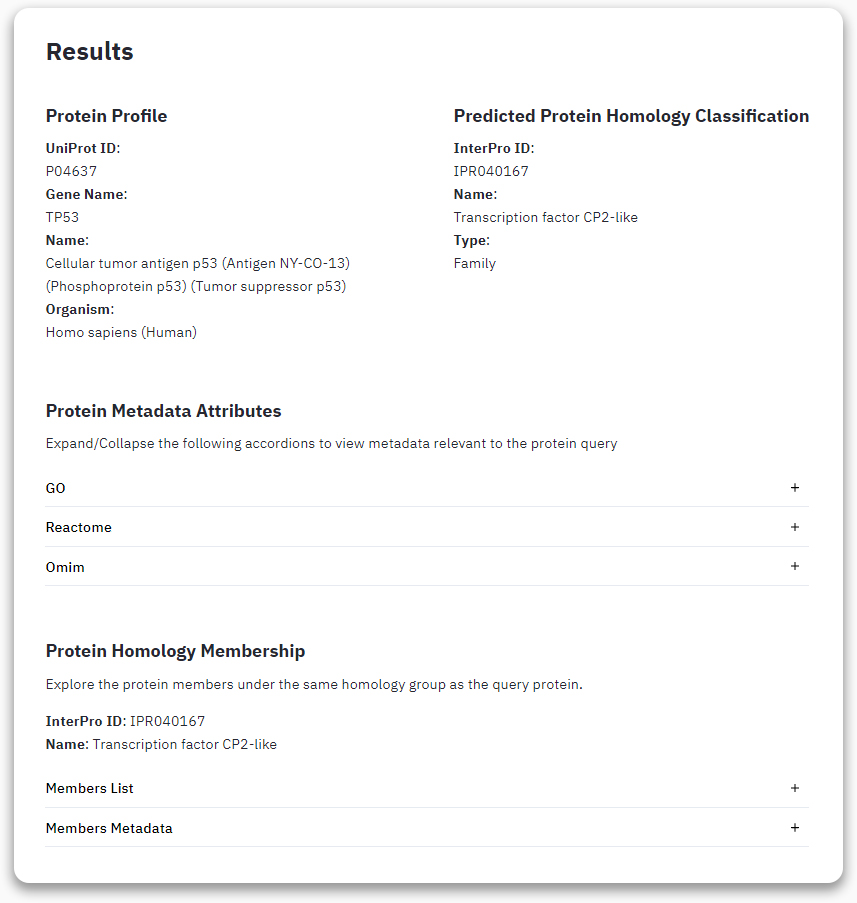 Results
Protein Profile
UniProt ID:
P04637
Gene Name:
TP53
Name:
Cellular tumor antigen p53 (Antigen NY-CO-13)
(Phosphoprotein p53) (Tumor suppressor p53)
Organism:
Homo sapiens (Human)
Predicted Protein Homology Classification
InterPro ID:
IPR040167
Name:
Transcription factor CP2-like
Type:
Family
Protein Metadata Attributes
Expand/Collapse the following accordions to view metadata relevant to the protein query
GO +
Reactome +
Omim +
Protein Homology Membership
Explore the protein members under the same homology group as the query protein.
InterPro ID: IPR040167
Name: Transcription factor CP2-like
Members List +
Members Metadata +